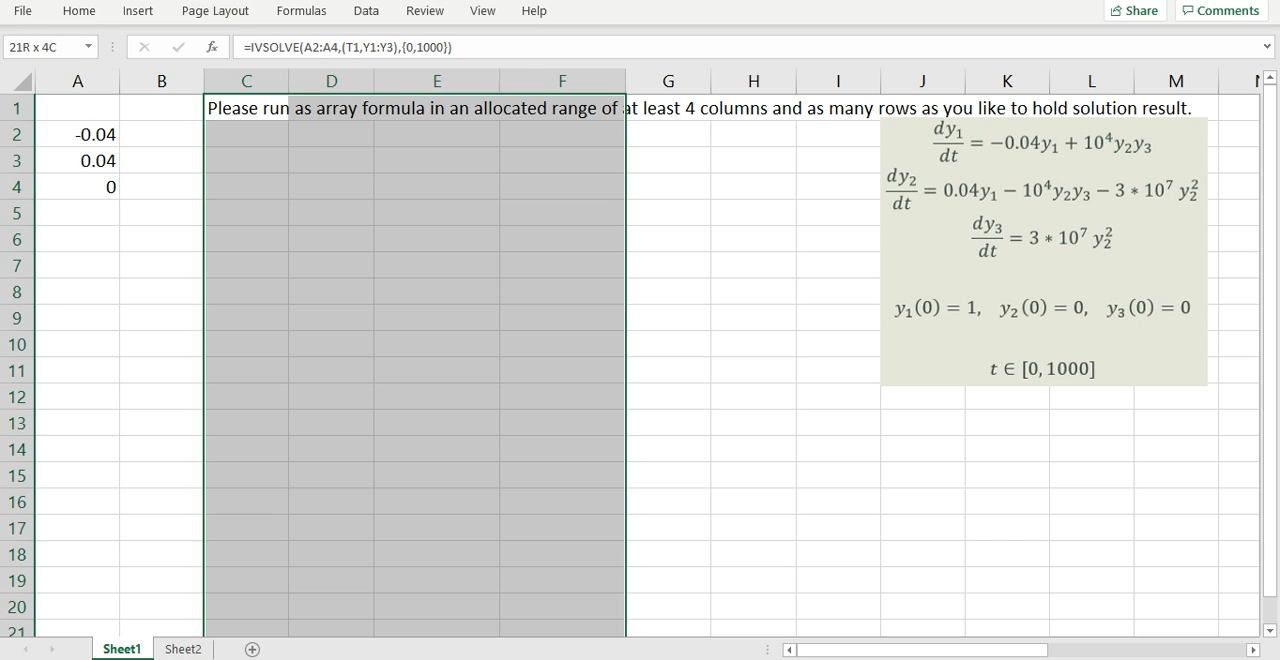 File Home Insert Page Layout Formulas Data Review View Help Share Comments
21R x 4C fx =IVSOLVE(A2:A4,(T1,Y1:Y3),{0,1000})
A B C D E F G H I J K L M
1 Please run as array formula in an allocated range of at least 4 columns and as many rows as you like to hold solution result.
2 -0.04
3 0.04
4 0
5
6
7
8
9
10
11
12
13
14
15
16
17
18
19
20
21
dy₁/dt = −0.04y₁ + 10⁴y₂y₃
dy₂/dt = 0.04y₁ − 10⁴y₂y₃ − 3 * 10⁷ y₂²
dy₃/dt = 3 * 10⁷ y₂²
y₁(0) = 1, y₂(0) = 0, y₃(0) = 0
t ∈ [0, 1000]
Sheet1 Sheet2